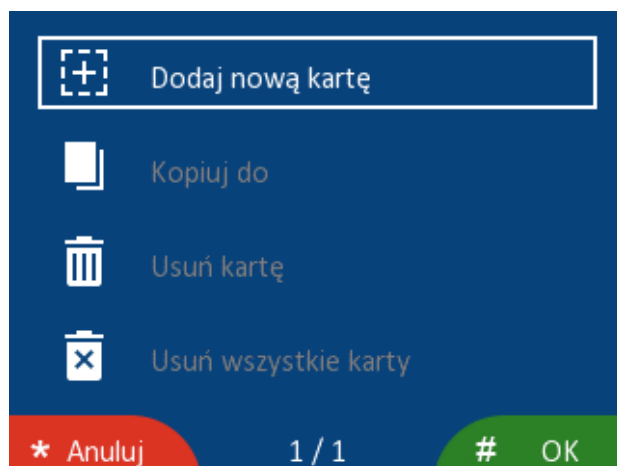 Dodaj nową kartę
Kopiuj do
Usuń kartę
Usuń wszystkie karty
* Anuluj 1 / 1 # OK